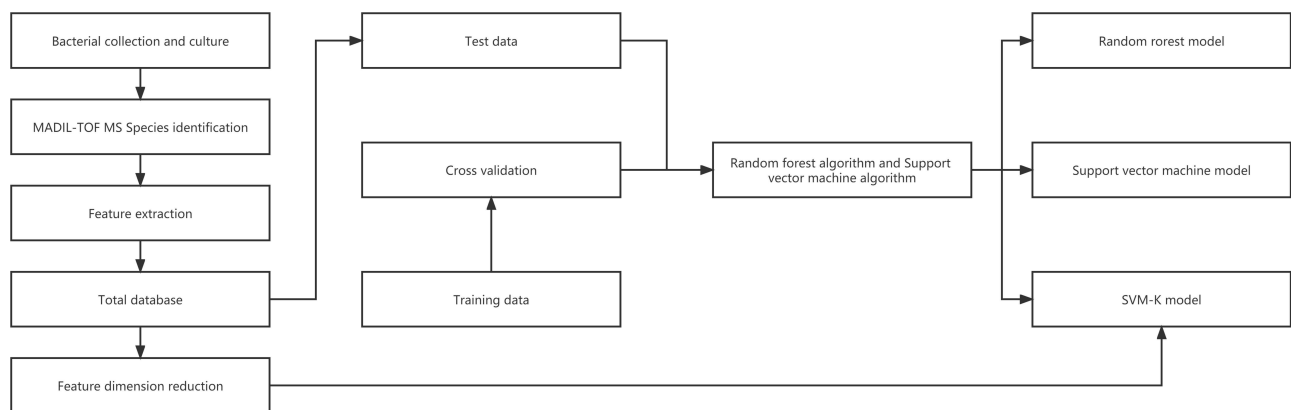 Bacterial collection and culture
MADIL-TOF MS Species identification
Feature extraction
Total database
Feature dimension reduction
Test data
Cross validation
Training data
Random forest algorithm and Support
vector machine algorithm
Random rorest model
Support vector machine model
SVM-K model